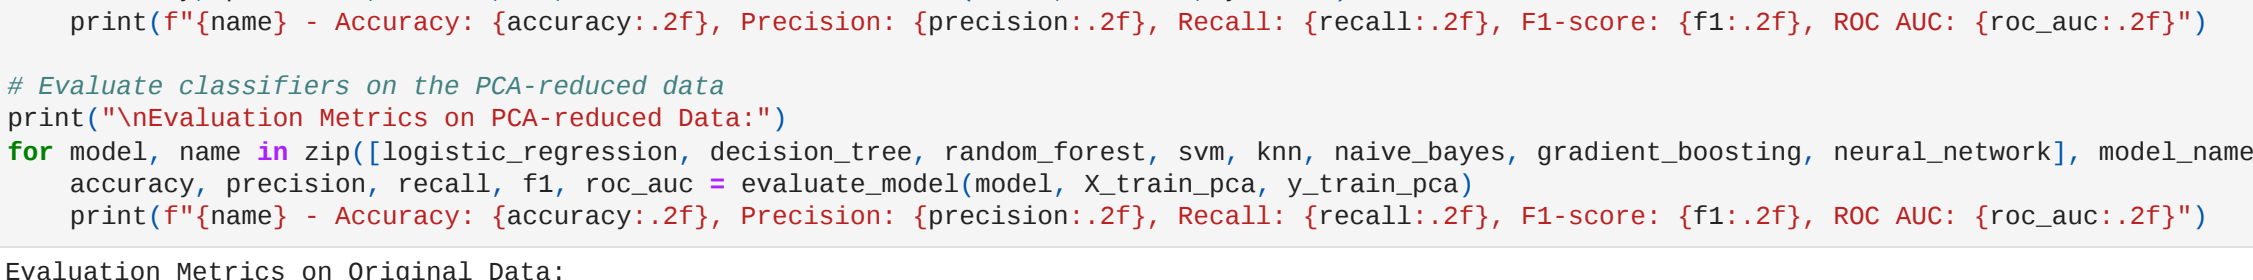 print(f"{name} - Accuracy: {accuracy:.2f}, Precision: {precision:.2f}, Recall: {recall:.2f}, F1-score: {f1:.2f}, ROC AUC: {roc_auc:.2f}")
# Evaluate classifiers on the PCA-reduced data
print("\nEvaluation Metrics on PCA-reduced Data:")
for model, name in zip([logistic_regression, decision_tree, random_forest, svm, knn, naive_bayes, gradient_boosting, neural_network], model_name
    accuracy, precision, recall, f1, roc_auc = evaluate_model(model, X_train_pca, y_train_pca)
    print(f"{name} - Accuracy: {accuracy:.2f}, Precision: {precision:.2f}, Recall: {recall:.2f}, F1-score: {f1:.2f}, ROC AUC: {roc_auc:.2f}")
Evaluation Metrics on Original Data: